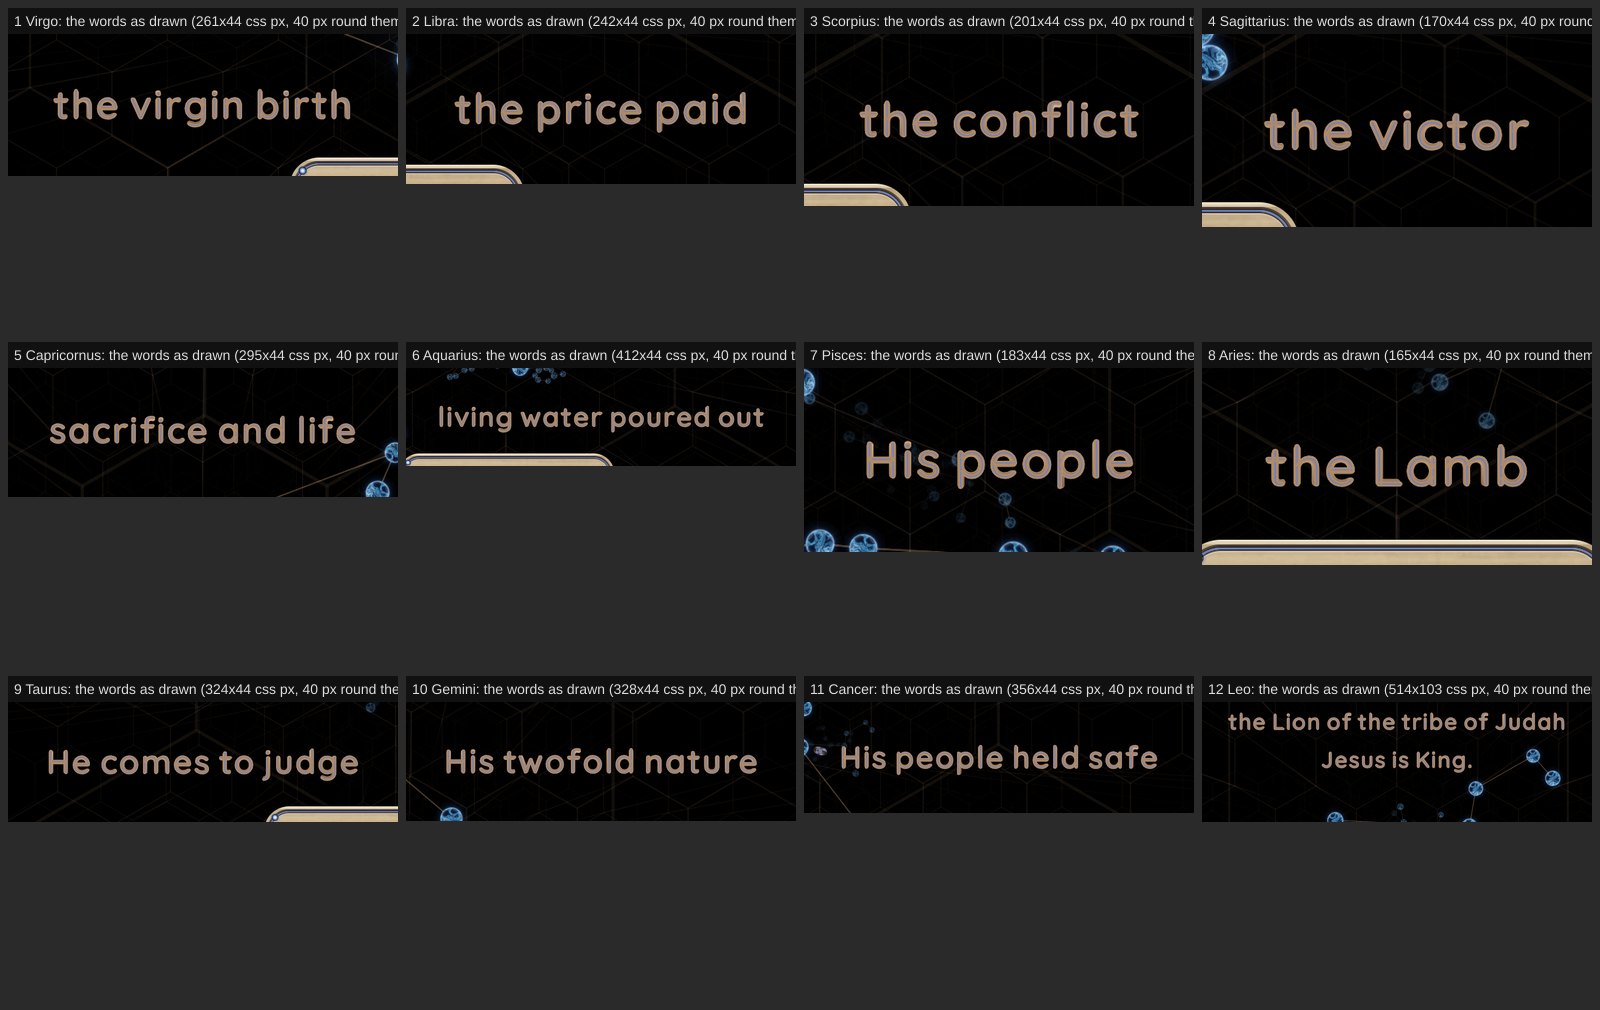 1 Virgo: the words as drawn (261x44 css px, 40 px round them
the virgin birth
2 Libra: the words as drawn (242x44 css px, 40 px round them
the price paid
3 Scorpius: the words as drawn (201x44 css px, 40 px round t
the conflict
4 Sagittarius: the words as drawn (170x44 css px, 40 px round
the victor
5 Capricornus: the words as drawn (295x44 css px, 40 px roun
sacrifice and life
6 Aquarius: the words as drawn (412x44 css px, 40 px round t
living water poured out
7 Pisces: the words as drawn (183x44 css px, 40 px round the
His people
8 Aries: the words as drawn (165x44 css px, 40 px round them
the Lamb
9 Taurus: the words as drawn (324x44 css px, 40 px round the
He comes to judge
10 Gemini: the words as drawn (328x44 css px, 40 px round th
His twofold nature
11 Cancer: the words as drawn (356x44 css px, 40 px round th
His people held safe
12 Leo: the words as drawn (514x103 css px, 40 px round the
the Lion of the tribe of Judah
Jesus is King.